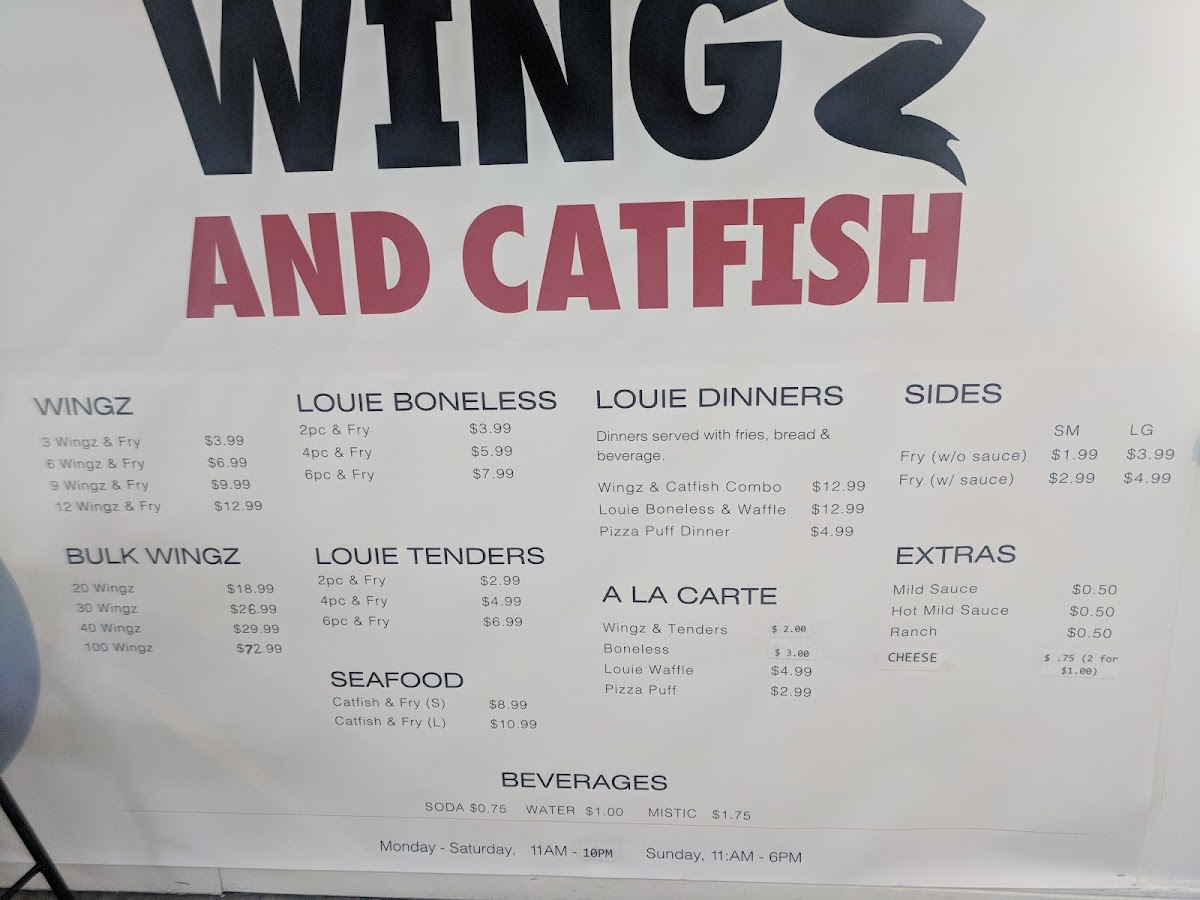 WINGZ
AND CATFISH
WINGZ
3 Wingz & Fry $3.99
6 Wingz & Fry $6.99
9 Wingz & Fry $9.99
12 Wingz & Fry $12.99
BULK WINGZ
20 Wingz $18.99
30 Wingz $26.99
40 Wingz $29.99
100 Wingz $72.99
LOUIE BONELESS
2pc & Fry $3.99
4pc & Fry $5.99
6pc & Fry $7.99
LOUIE TENDERS
2pc & Fry $2.99
4pc & Fry $4.99
6pc & Fry $6.99
SEAFOOD
Catfish & Fry (S) $8.99
Catfish & Fry (L) $10.99
LOUIE DINNERS
Dinners served with fries, bread &
beverage.
Wingz & Catfish Combo $12.99
Louie Boneless & Waffle $12.99
Pizza Puff Dinner $4.99
A LA CARTE
Wingz & Tenders $ 2.00
Boneless $ 3.00
Louie Waffle $4.99
Pizza Puff $2.99
SIDES
SM LG
Fry (w/o sauce) $1.99 $3.99
Fry (w/ sauce) $2.99 $4.99
EXTRAS
Mild Sauce $0.50
Hot Mild Sauce $0.50
Ranch $0.50
CHEESE $ .75 (2 for
$1.00)
BEVERAGES
SODA $0.75 WATER $1.00 MISTIC $1.75
Monday - Saturday, 11AM - 10PM Sunday, 11:AM - 6PM